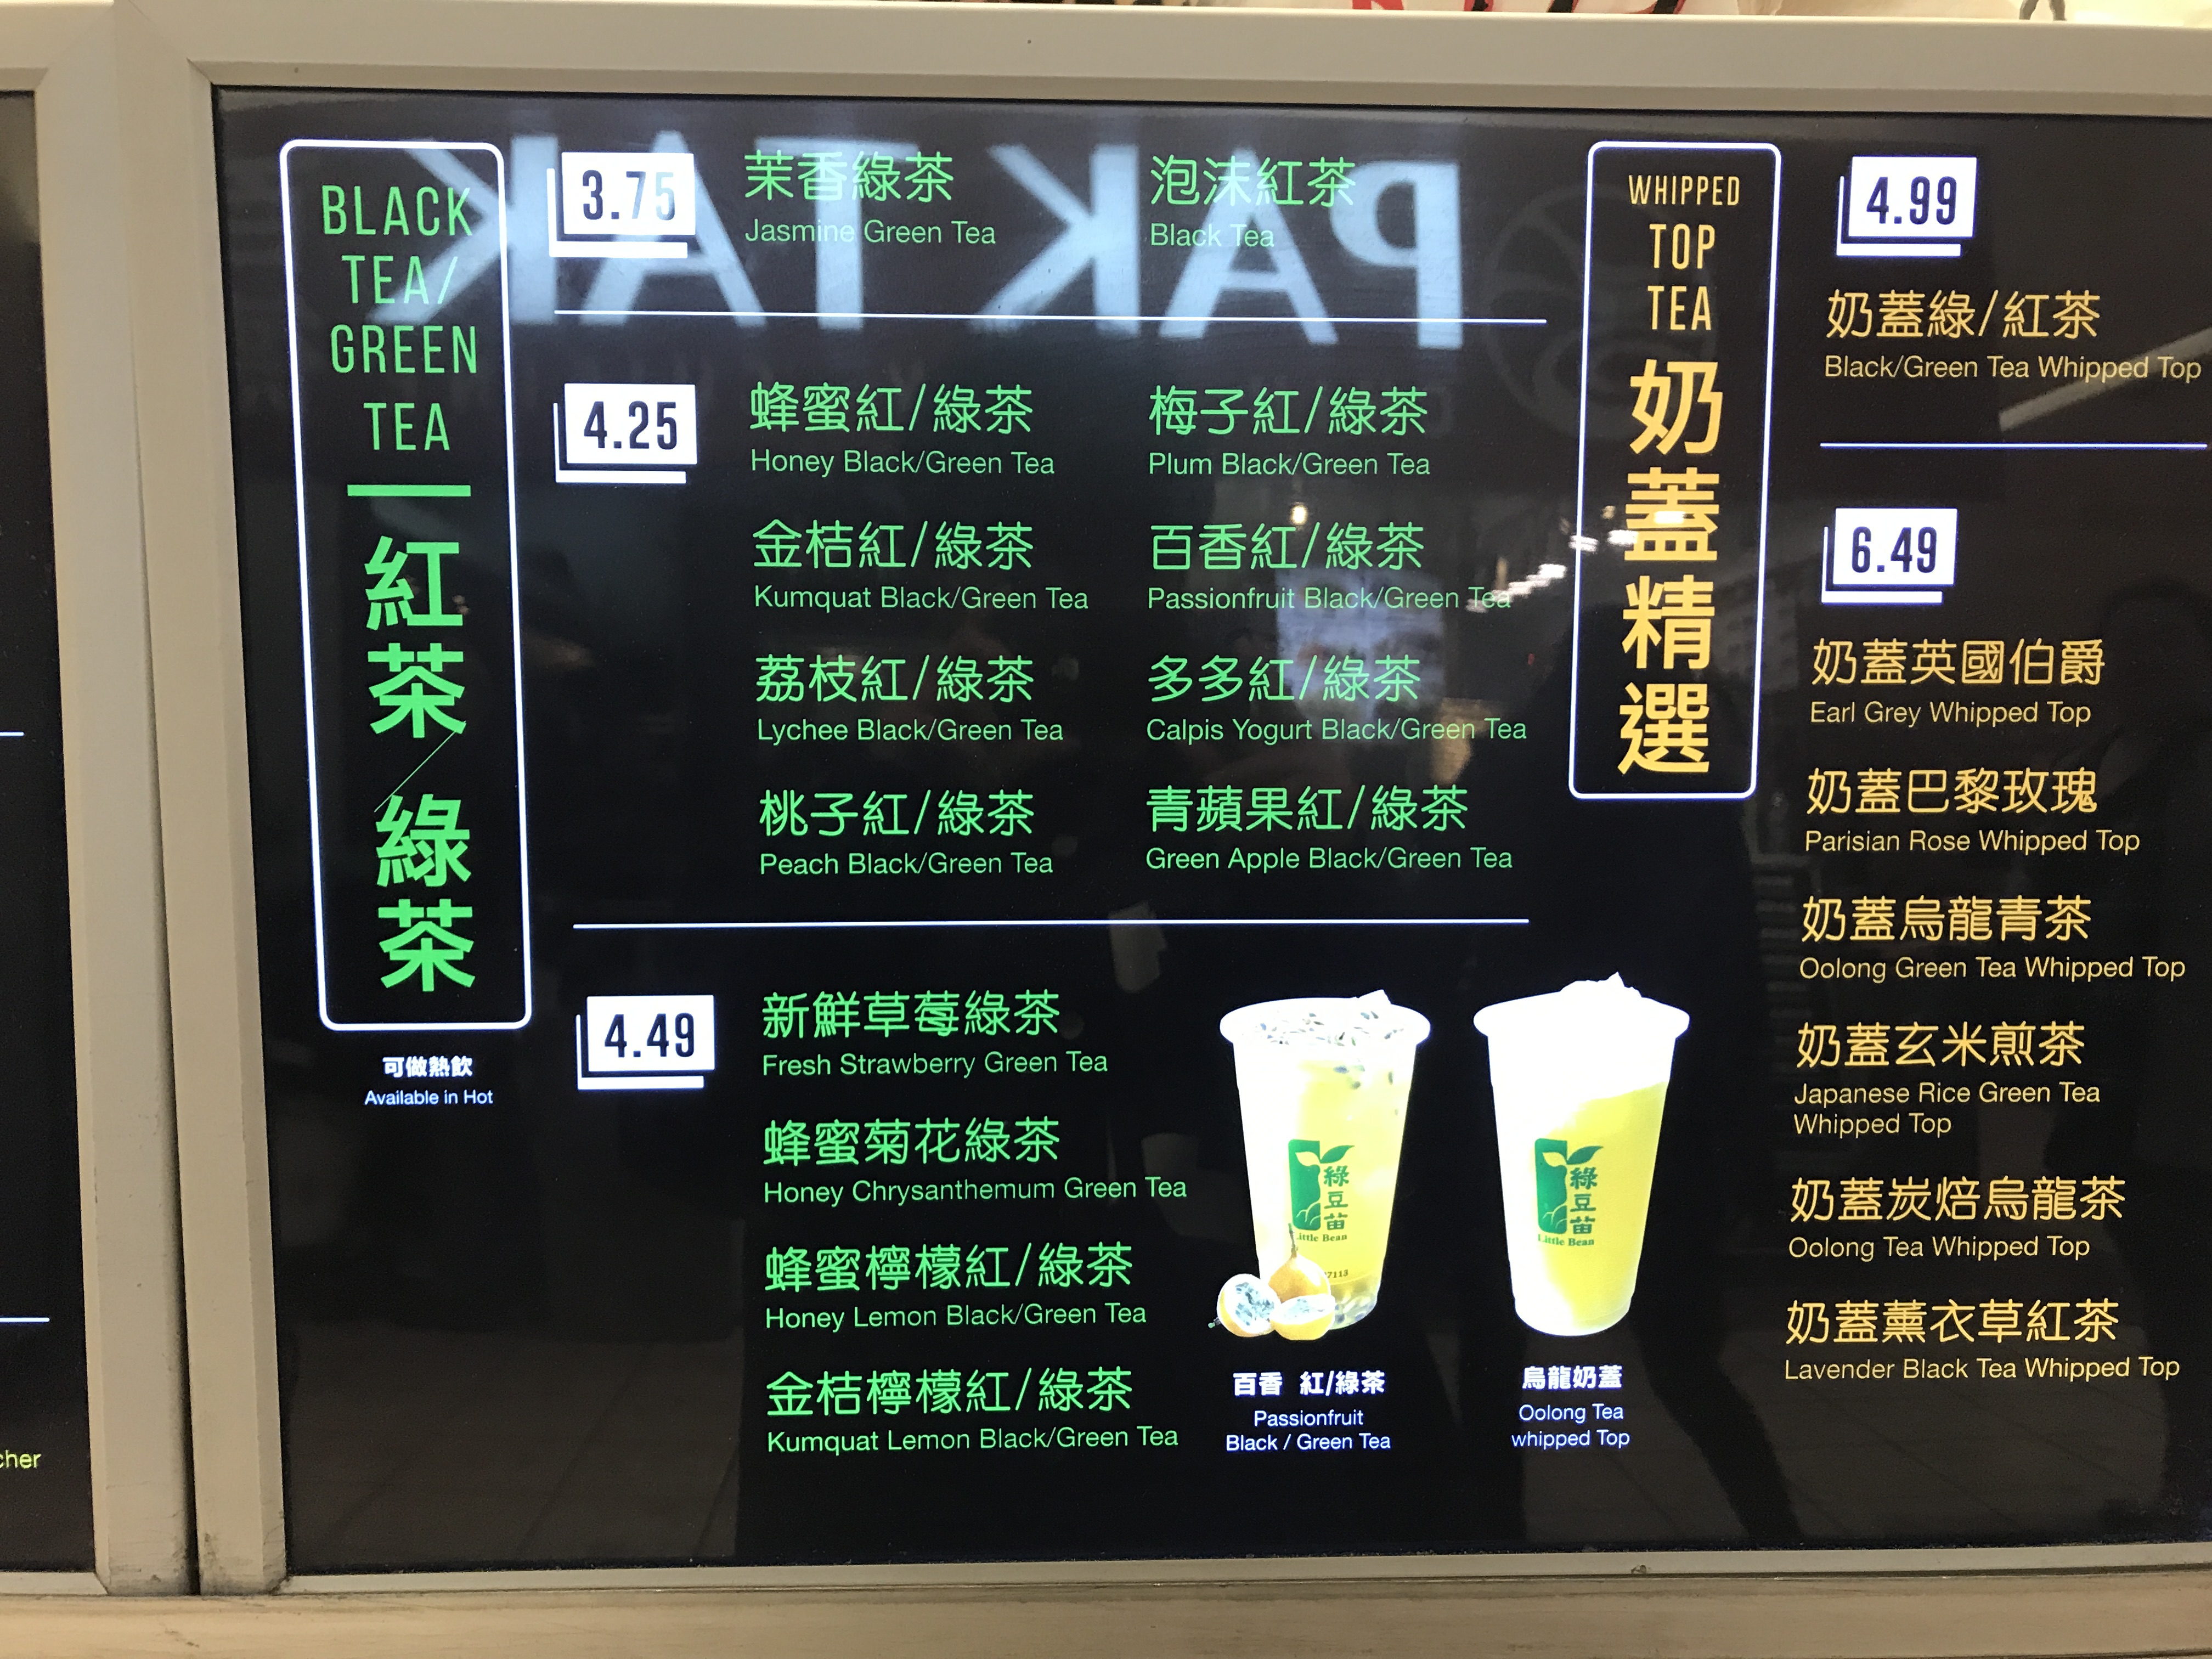 BLACK
TEA/
GREEN
TEA
紅茶/綠茶
可做熱飲
Available in Hot
3.75
茉香綠茶
Jasmine Green Tea
泡沫紅茶
Black Tea
4.25
蜂蜜紅/綠茶
Honey Black/Green Tea
梅子紅/綠茶
Plum Black/Green Tea
金桔紅/綠茶
Kumquat Black/Green Tea
百香紅/綠茶
Passionfruit Black/Green Tea
荔枝紅/綠茶
Lychee Black/Green Tea
多多紅/綠茶
Calpis Yogurt Black/Green Tea
桃子紅/綠茶
Peach Black/Green Tea
青蘋果紅/綠茶
Green Apple Black/Green Tea
4.49
新鮮草莓綠茶
Fresh Strawberry Green Tea
蜂蜜菊花綠茶
Honey Chrysanthemum Green Tea
蜂蜜檸檬紅/綠茶
Honey Lemon Black/Green Tea
金桔檸檬紅/綠茶
Kumquat Lemon Black/Green Tea
綠豆苗
Little Bean
7113
百香 紅/綠茶
Passionfruit
Black / Green Tea
綠豆苗
Little Bean
烏龍奶蓋
Oolong Tea
whipped Top
WHIPPED
TOP
TEA
奶蓋精選
4.99
奶蓋綠/紅茶
Black/Green Tea Whipped Top
6.49
奶蓋英國伯爵
Earl Grey Whipped Top
奶蓋巴黎玫瑰
Parisian Rose Whipped Top
奶蓋烏龍青茶
Oolong Green Tea Whipped Top
奶蓋玄米煎茶
Japanese Rice Green Tea
Whipped Top
奶蓋炭焙烏龍茶
Oolong Tea Whipped Top
奶蓋薰衣草紅茶
Lavender Black Tea Whipped Top
PAK TAK
cher